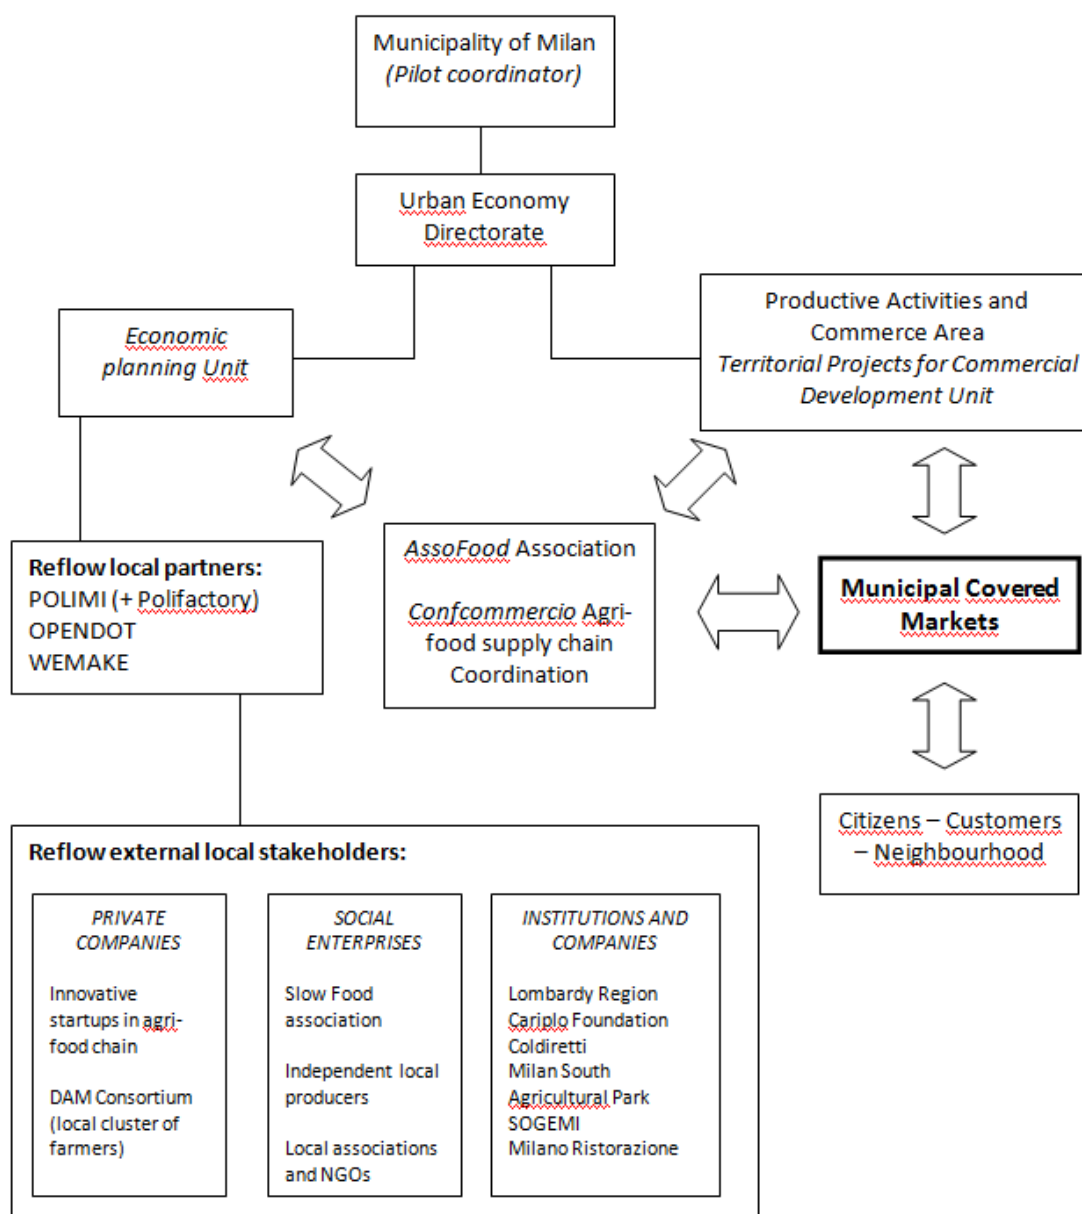 Municipality of Milan
(Pilot coordinator)
Urban Economy
Directorate
Economic
planning Unit
Productive Activities and
Commerce Area
Territorial Projects for Commercial
Development Unit
Reflow local partners:
POLIMI (+ Polifactory)
OPENDOT
WEMAKE
AssoFood Association
Confcommercio Agri-
food supply chain
Coordination
Municipal Covered
Markets
Citizens – Customers
– Neighbourhood
Reflow external local stakeholders:
PRIVATE
COMPANIES
Innovative
startups in agri-
food chain
DAM Consortium
(local cluster of
farmers)
SOCIAL
ENTERPRISES
Slow Food
association
Independent local
producers
Local associations
and NGOs
INSTITUTIONS AND
COMPANIES
Lombardy Region
Cariplo Foundation
Coldiretti
Milan South
Agricultural Park
SOGEMI
Milano Ristorazione